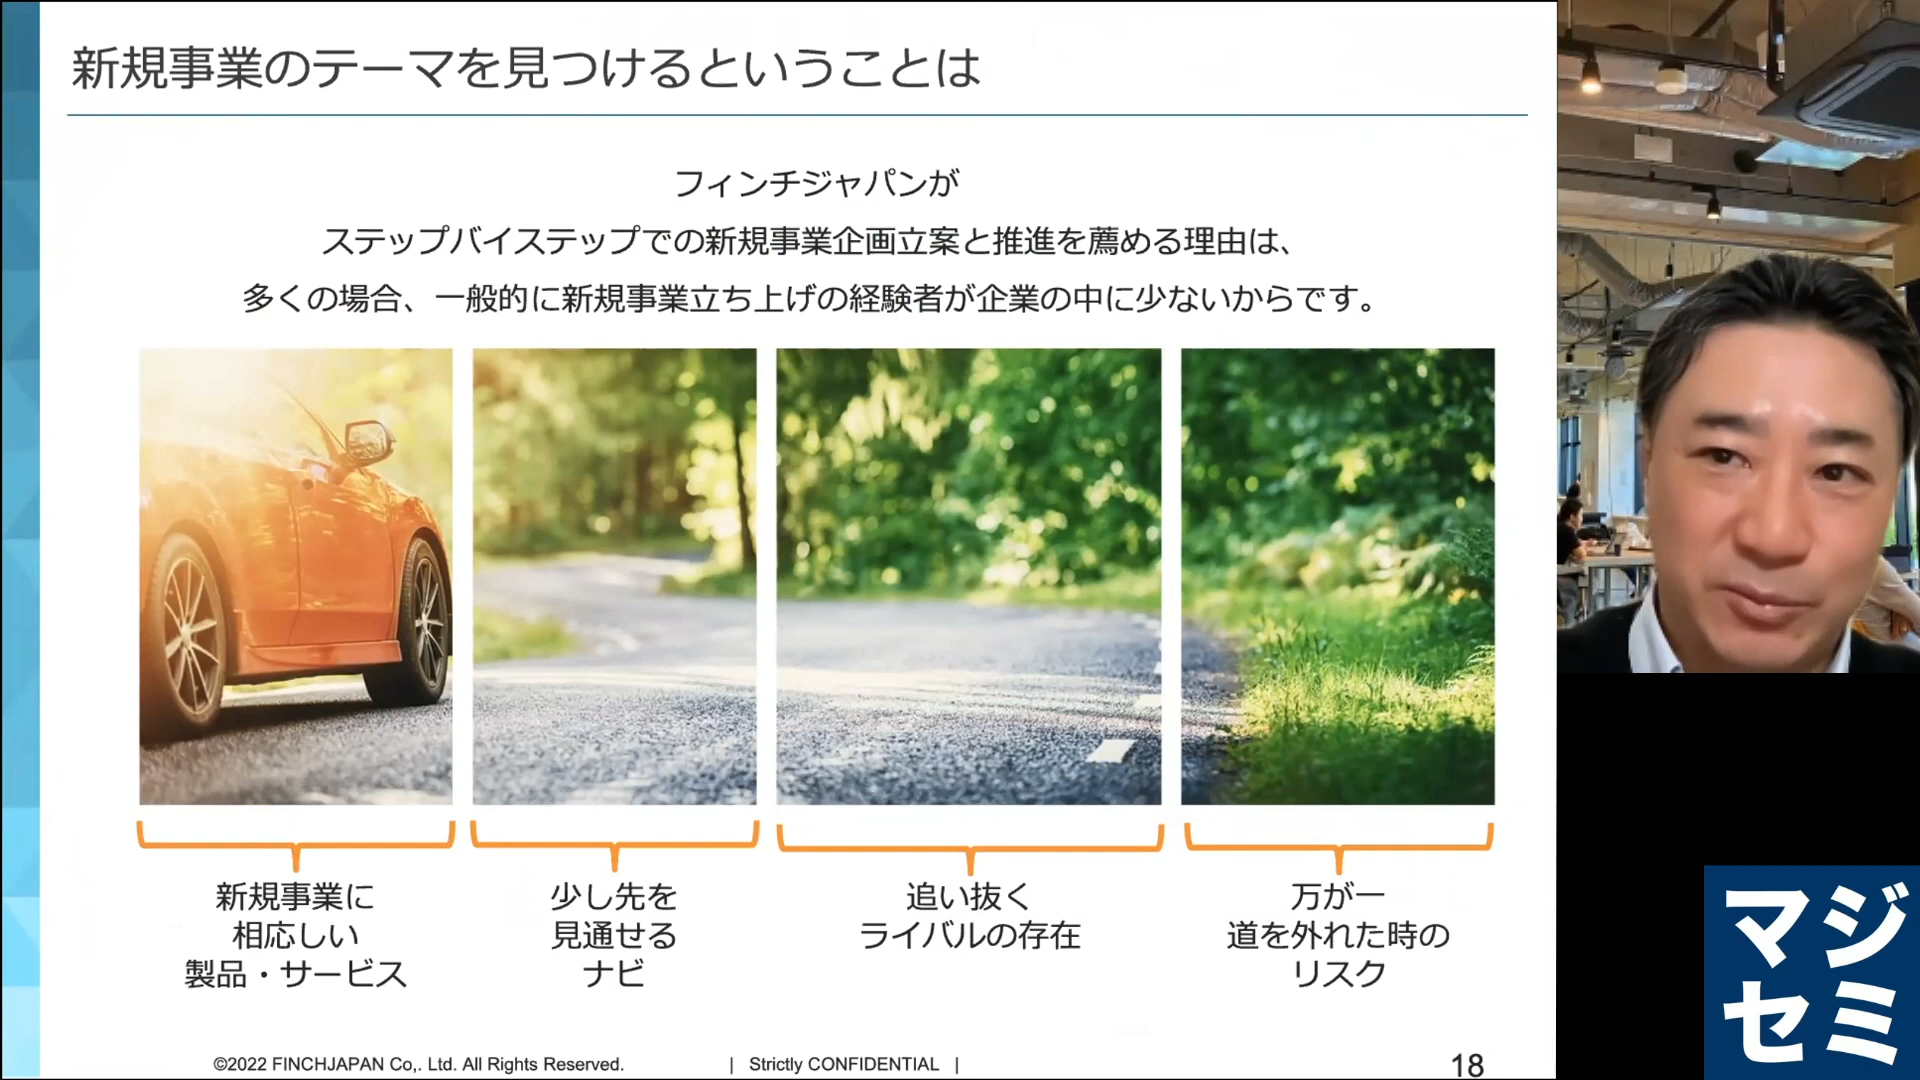 新規事業のテーマを見つけるということは
フィンチジャパンが
ステップバイステップでの新規事業企画立案と推進を薦める理由は、
多くの場合、一般的に新規事業立ち上げの経験者が企業の中に少ないからです。
新規事業に
相応しい
製品・サービス
少し先を
見通せる
ナビ
追い抜く
ライバルの存在
万が一
道を外れた時の
リスク
©2022 FINCHJAPAN Co,. Ltd. All Rights Reserved. | Strictly CONFIDENTIAL |
18
マジ
セミ